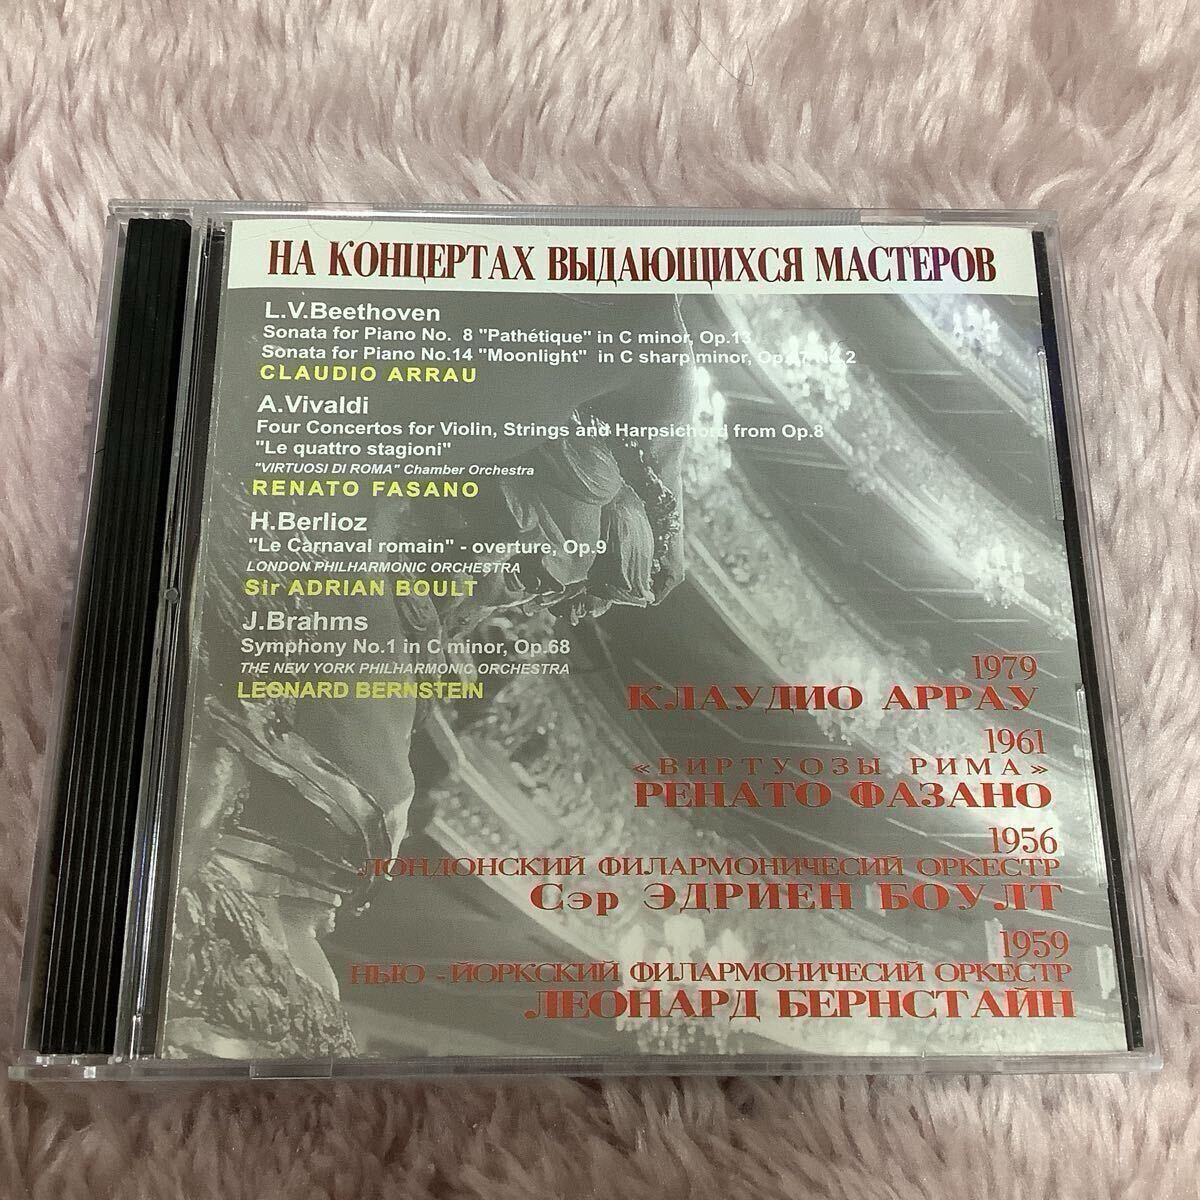 НА КОНЦЕРТАХ ВЫДАЮЩИХСЯ МАСТЕРОВ
L.V.Beethoven
Sonata for Piano No. 8 "Pathétique" in C minor, Op.13
Sonata for Piano No.14 "Moonlight" in C sharp minor, 2
CLAUDIO ARRAU
A.Vivaldi
Four Concertos for Violin, Strings and Harpsichord from Op.8
"Le quattro stagioni"
"VIRTUOSI DI ROMA" Chamber Orchestra
RENATO FASANO
H.Berlioz
"Le Carnaval romain" - overture, Op.9
LONDON PHILHARMONIC ORCHESTRA
Sir ADRIAN BOULT
J.Brahms
Symphony No.1 in C minor, Op.68
THE NEW YORK PHILHARMONIC ORCHESTRA
LEONARD BERNSTEIN
1979
КЛАУДИО АРРАУ
1961
«ВИРТУОЗЫ РИМА»
РЕНАТО ФАЗАНО
1956
ЛОНДОНСКИЙ ФИЛАРМОНИЧЕСИЙ ОРКЕСТР
Сэр ЭДРИЕН БОУЛТ
1959
НЬЮ -ЙОРКСКИЙ ФИЛАРМОНИЧЕСИЙ ОРКЕСТР
ЛЕОНАРД БЕРНСТАЙН